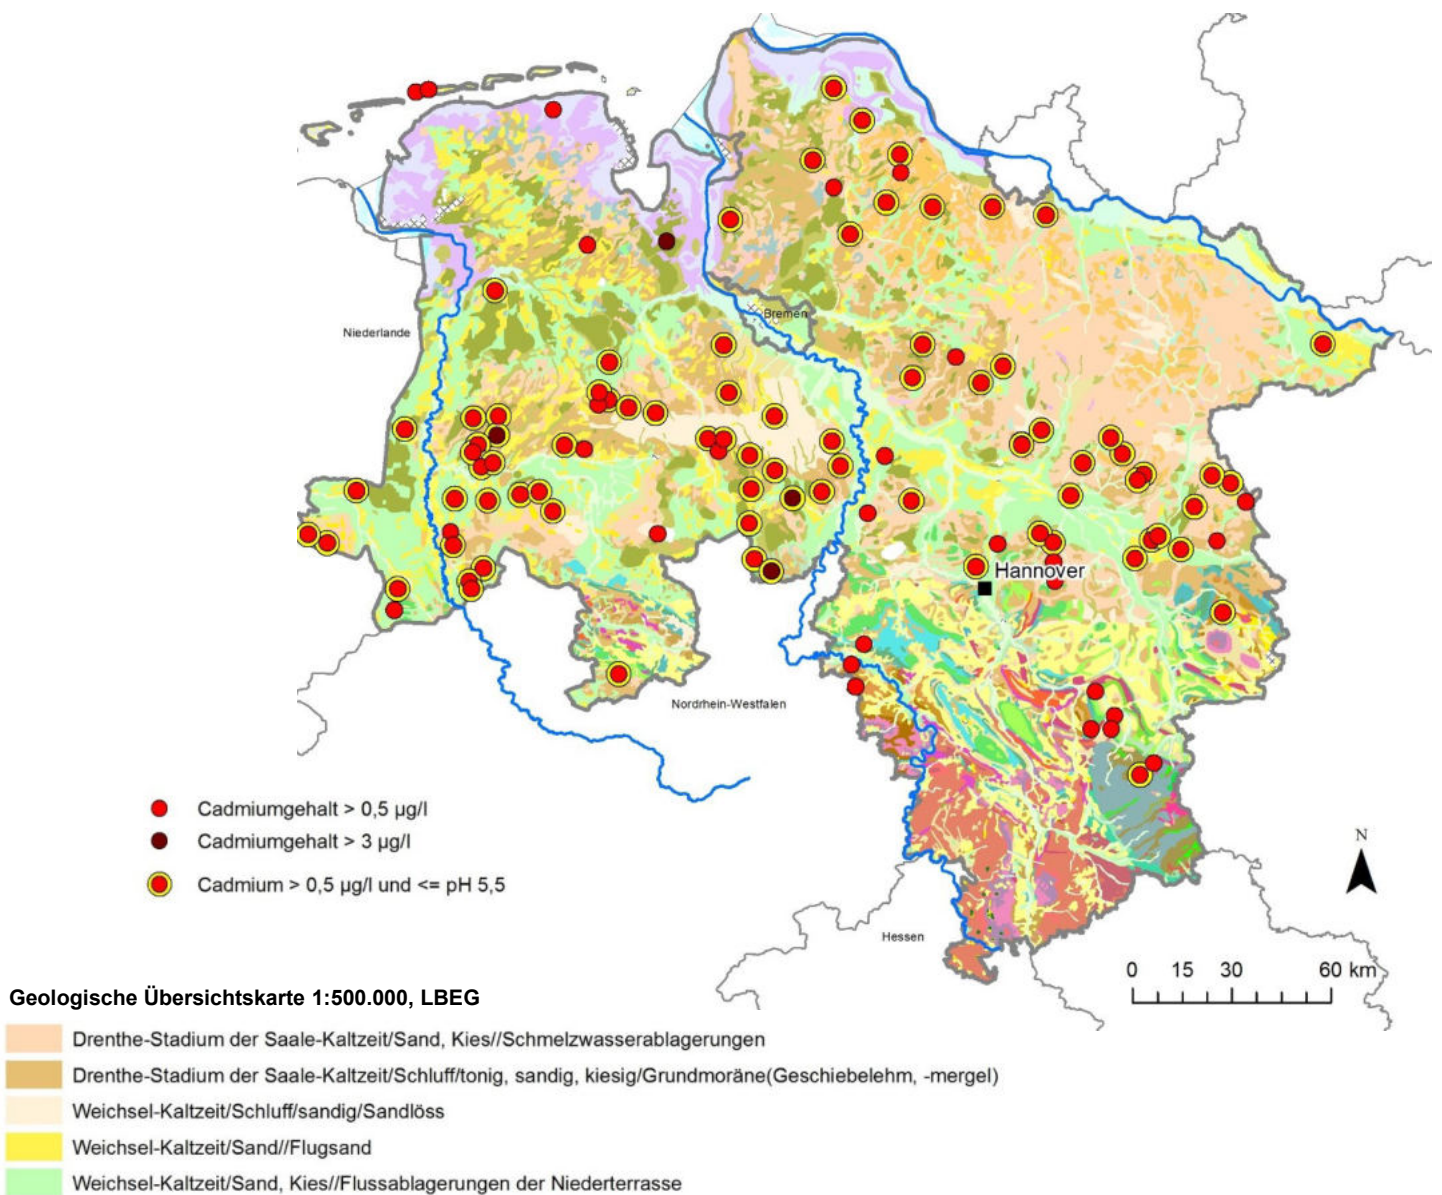 Niederlande
Bremen
Hannover
Nordrhein-Westfalen
Cadmiumgehalt > 0,5 µg/l
Cadmiumgehalt > 3 µg/l
Cadmium > 0,5 µg/l und <= pH 5,5
N
Hessen
0 15 30 60 km
Geologische Übersichtskarte 1:500.000, LBEG
Drenthe-Stadium der Saale-Kaltzeit/Sand, Kies//Schmelzwasserablagerungen
Drenthe-Stadium der Saale-Kaltzeit/Schluff/tonig, sandig, kiesig/Grundmoräne(Geschiebelehm, -mergel)
Weichsel-Kaltzeit/Schluff/sandig/Sandlöss
Weichsel-Kaltzeit/Sand//Flugsand
Weichsel-Kaltzeit/Sand, Kies//Flussablagerungen der Niederterrasse